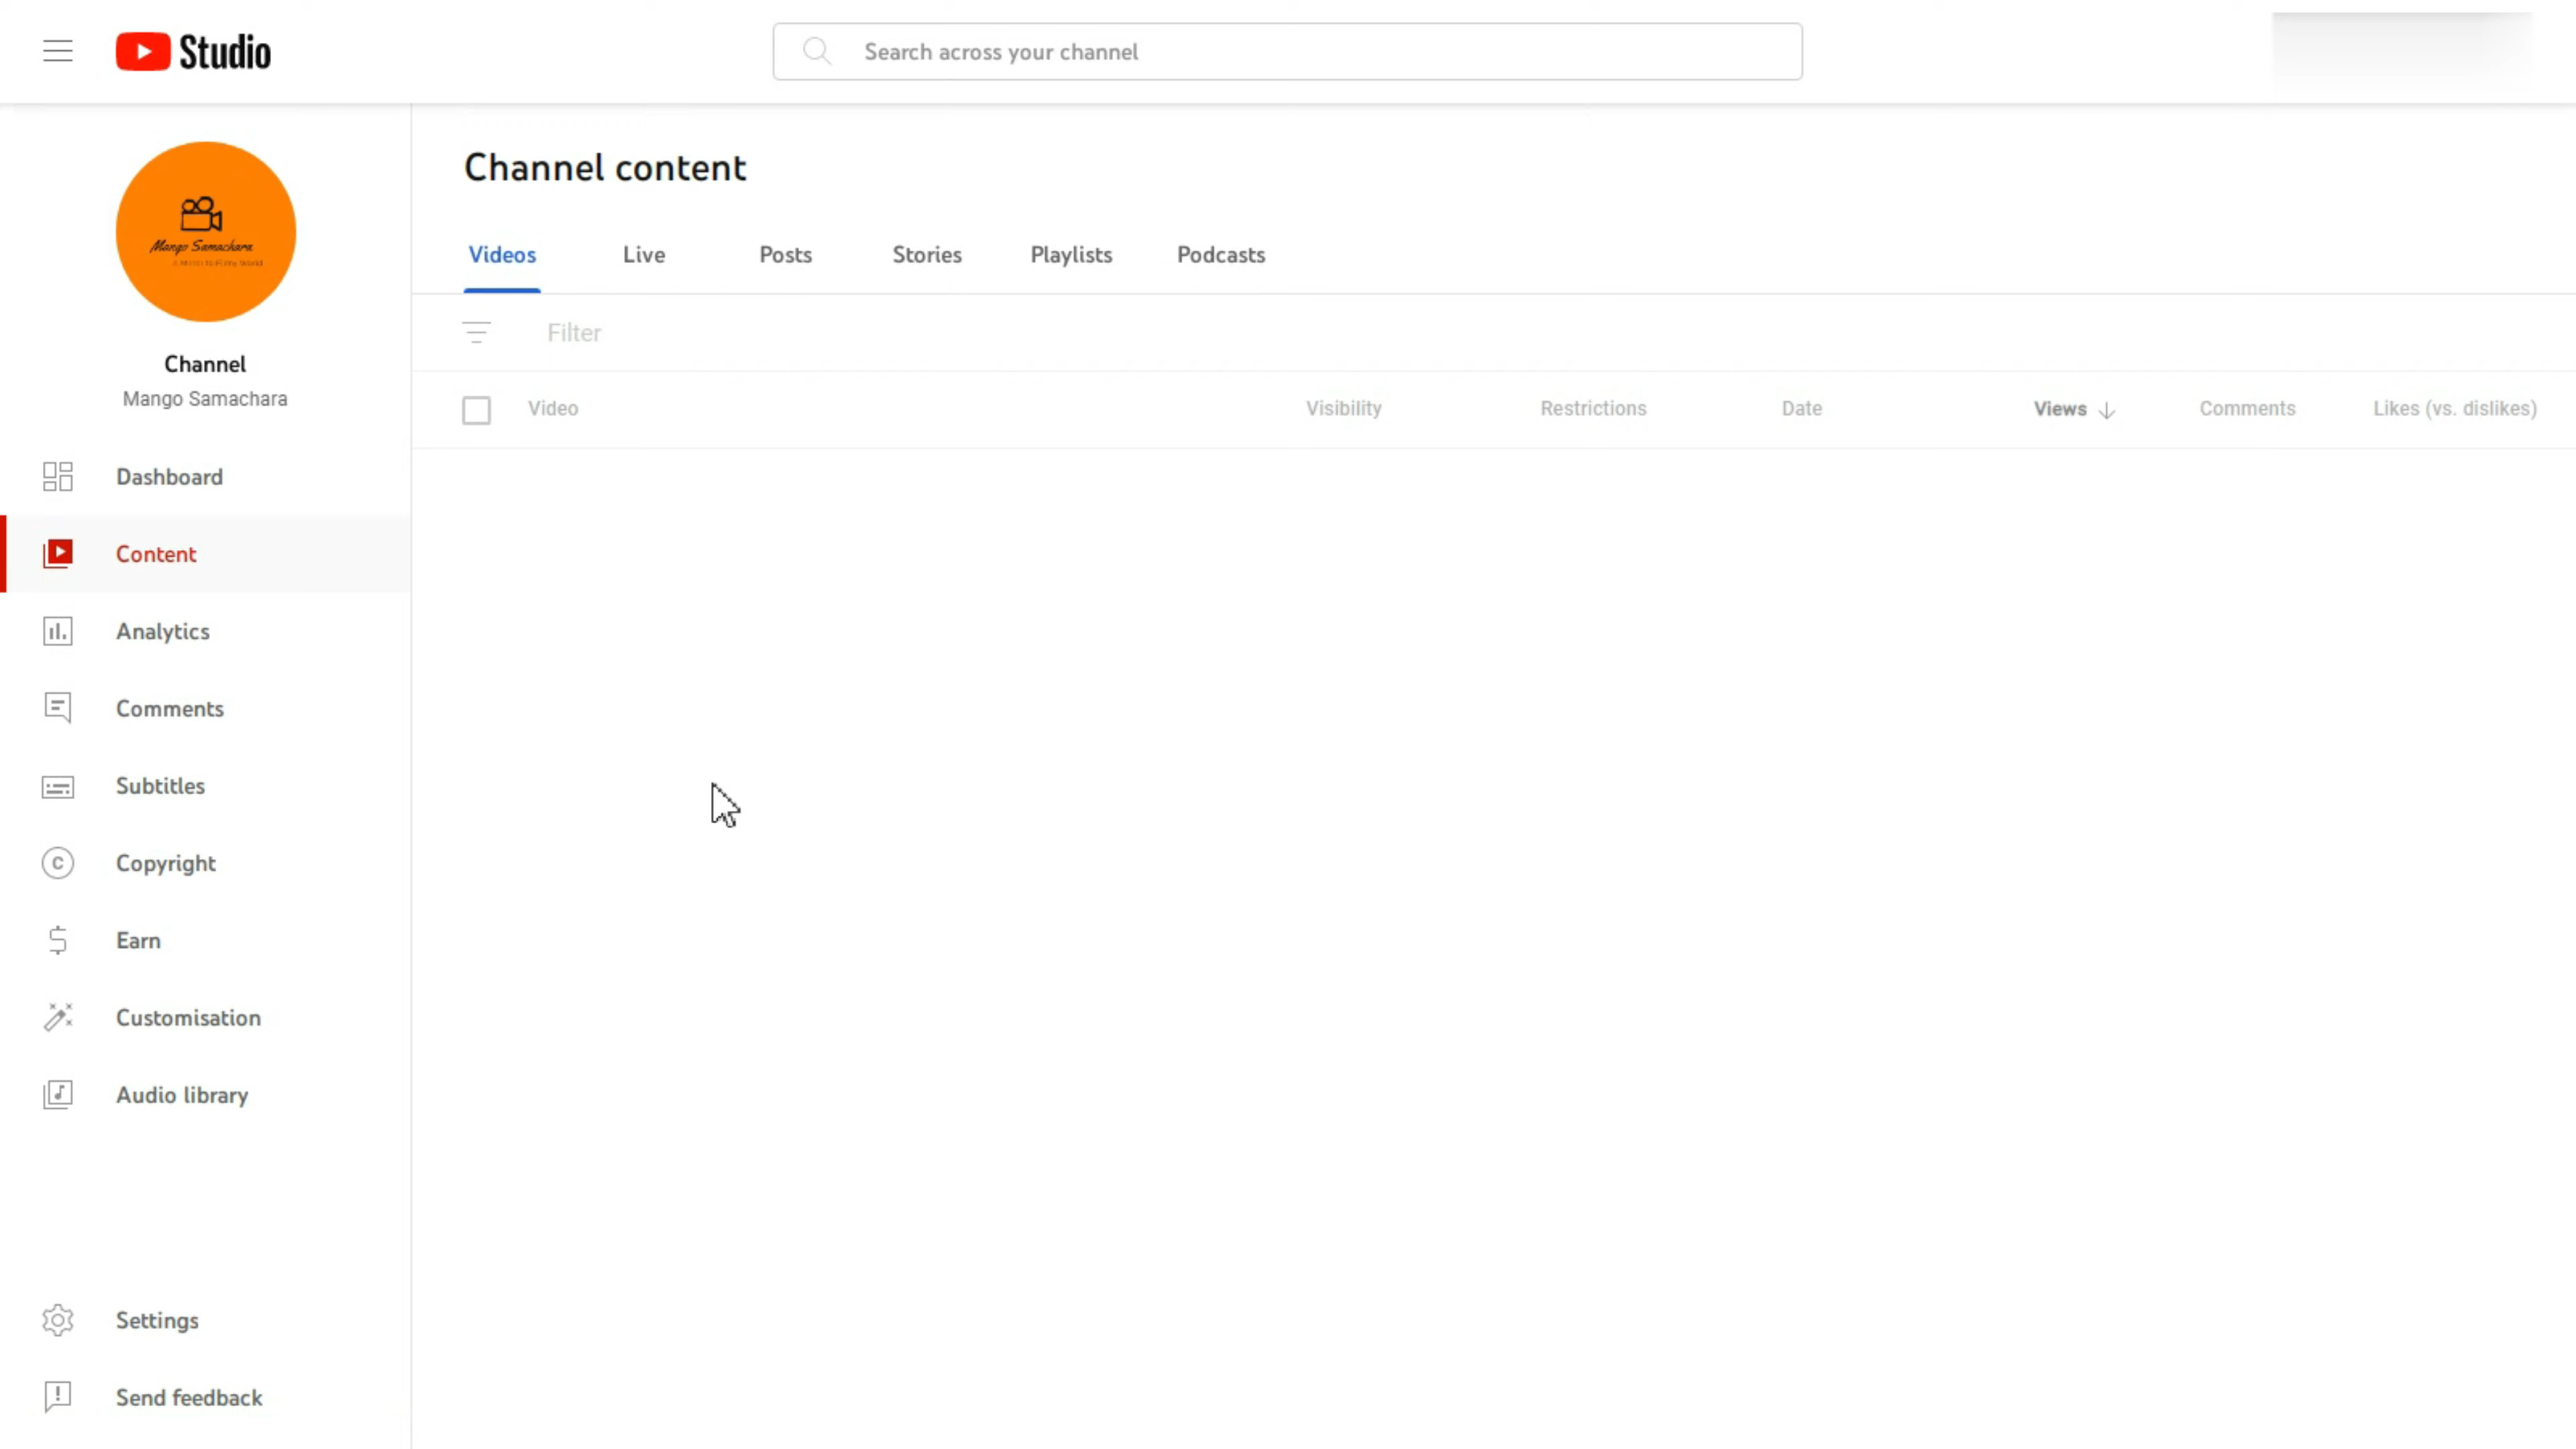 Studio
Search across your channel
Mango Samachara
Channel
Mango Samachara
Dashboard
Content
Analytics
Comments
Subtitles
Copyright
Earn
Customisation
Audio library
Settings
Send feedback
Channel content
Videos Live Posts Stories Playlists Podcasts
Filter
Video Visibility Restrictions Date Views Comments Likes (vs. dislikes)